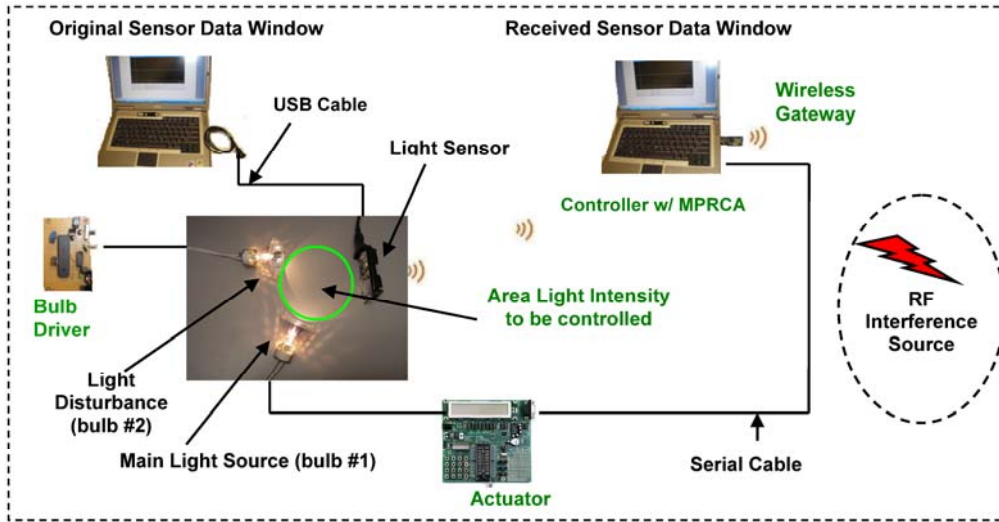 Original Sensor Data Window
Received Sensor Data Window
USB Cable
Wireless
Gateway
Light Sensor
Controller w/ MPRCA
Bulb
Driver
Area Light Intensity
to be controlled
RF
Interference
Source
Light
Disturbance
(bulb #2)
Main Light Source (bulb #1)
Serial Cable
Actuator